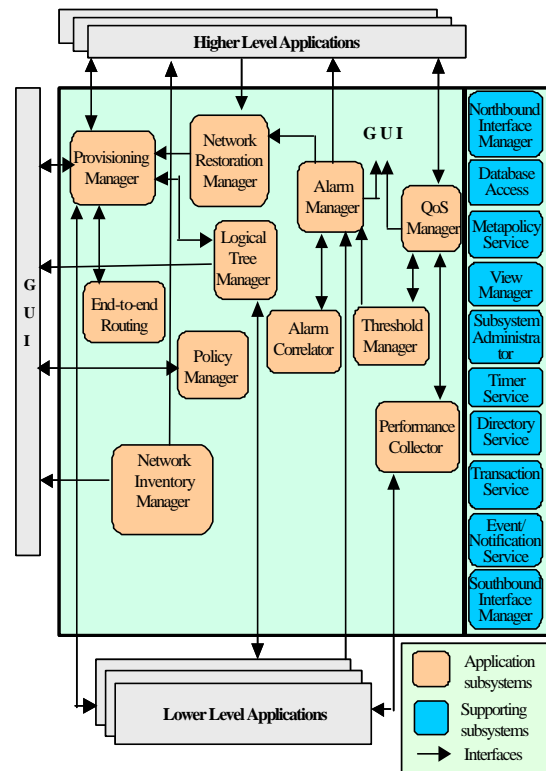 Higher Level Applications
G
U
I
Provisioning
Manager
Network
Restoration
Manager
G U I
Alarm
Manager
QoS
Manager
Logical
Tree
Manager
End-to-end
Routing
Policy
Manager
Alarm
Correlator
Threshold
Manager
Network
Inventory
Manager
Performance
Collector
Northbound
Interface
Manager
Database
Access
Metapolicy
Service
View
Manager
Subsystem
Administra
tor
Timer
Service
Directory
Service
Transaction
Service
Event/
Notification
Service
Southbound
Interface
Manager
Lower Level Applications
Application
subsystems
Supporting
subsystems
Interfaces